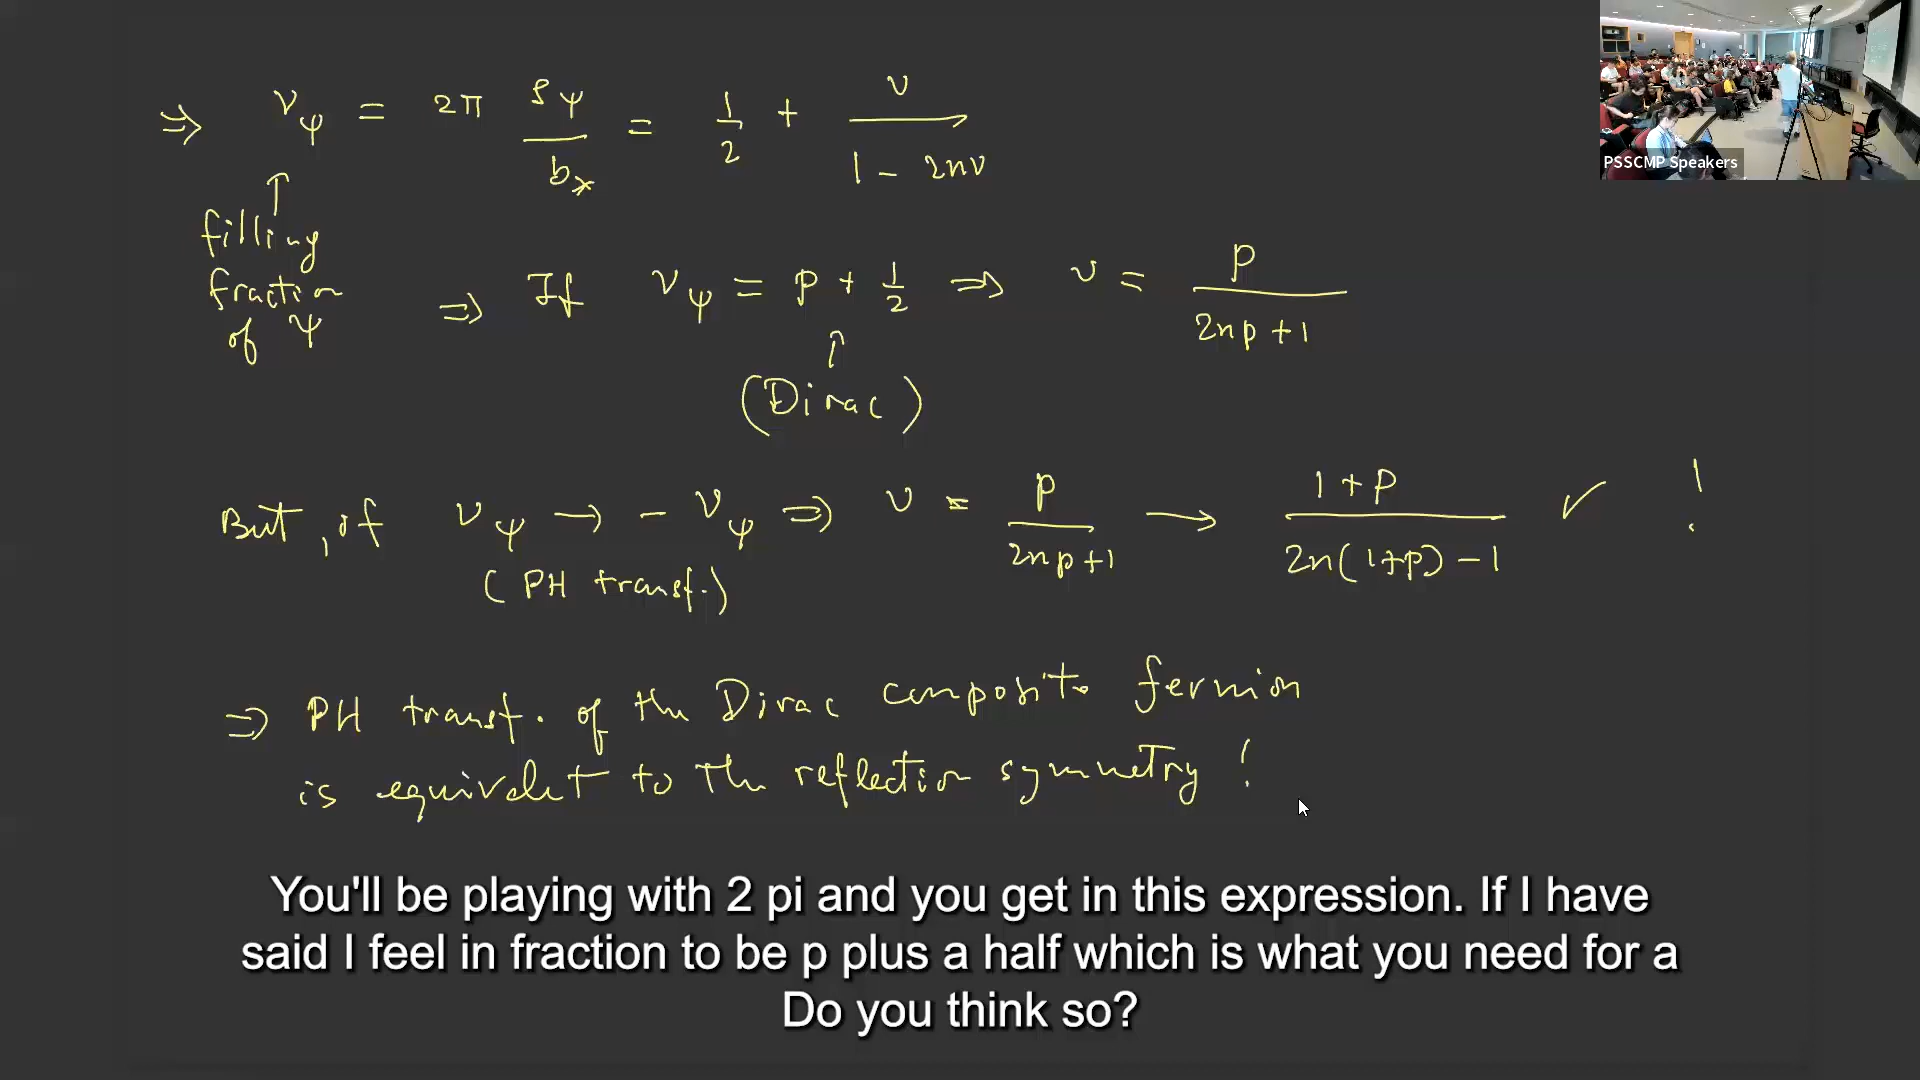 ⇒ ν_ψ = 2π ρ_ψ / b_* = 1/2 + ν / (1 - 2nν)
↑
filling
fraction
of ψ
⇒ If ν_ψ = p + 1/2 ⇒ ν = p / (2np + 1)
↑
(Dirac)
But, if ν_ψ → - ν_ψ ⇒ ν = p / (2np + 1) → (1 + p) / (2n(1+p) - 1) ✓ !
(PH transf.)
⇒ PH transf. of the Dirac composite fermion
is equivalent to the reflection symmetry!
PSSCMP Speakers
You'll be playing with 2 pi and you get in this expression. If I have
said I feel in fraction to be p plus a half which is what you need for a
Do you think so?